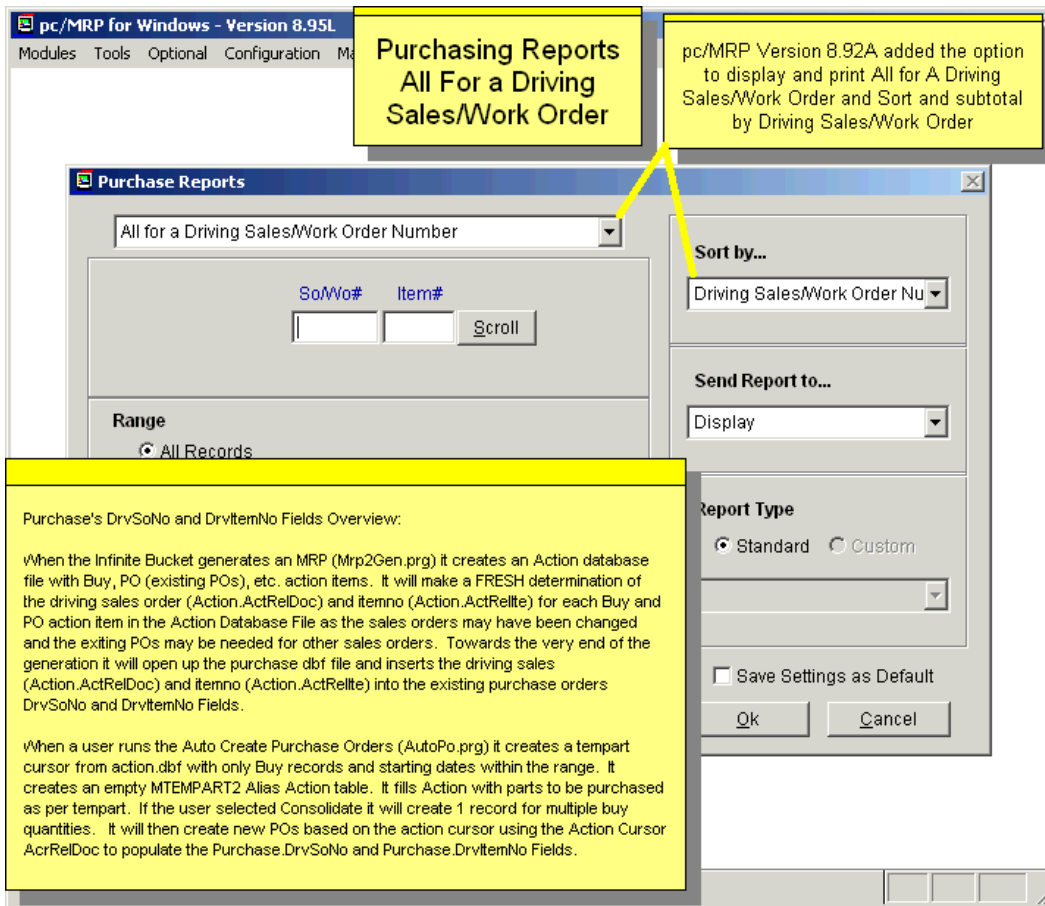 pc/MRP for Windows - Version 8.95L
Modules Tools Optional Configuration Ma
Purchasing Reports
All For a Driving
Sales/Work Order
pc/MRP Version 8.92A added the option
to display and print All for A Driving
Sales/Work Order and Sort and subtotal
by Driving Sales/Work Order
Purchase Reports
All for a Driving Sales/Work Order Number
So/Wo# Item#
Scroll
Sort by...
Driving Sales/Work Order Nu
Send Report to...
Display
Range
All Records
Report Type
Standard Custom
Save Settings as Default
Ok Cancel
Purchase's DrvSoNo and DrvItemNo Fields Overview:
When the Infinite Bucket generates an MRP (Mrp2Gen.prg) it creates an Action database
file with Buy, PO (existing POs), etc. action items. It will make a FRESH determination of
the driving sales order (Action.ActRelDoc) and itemno (Action.ActRelIte) for each Buy and
PO action item in the Action Database File as the sales orders may have been changed
and the exiting POs may be needed for other sales orders. Towards the very end of the
generation it will open up the purchase dbf file and inserts the driving sales
(Action.ActRelDoc) and itemno (Action.ActRelIte) into the existing purchase orders
DrvSoNo and DrvItemNo Fields.
When a user runs the Auto Create Purchase Orders (AutoPo.prg) it creates a tempart
cursor from action.dbf with only Buy records and starting dates within the range. It
creates an empty MTEMPART2 Alias Action table. It fills Action with parts to be purchased
as per tempart. If the user selected Consolidate it will create 1 record for multiple buy
quantities. It will then create new POs based on the action cursor using the Action Cursor
AcrRelDoc to populate the Purchase.DrvSoNo and Purchase.DrvItemNo Fields.